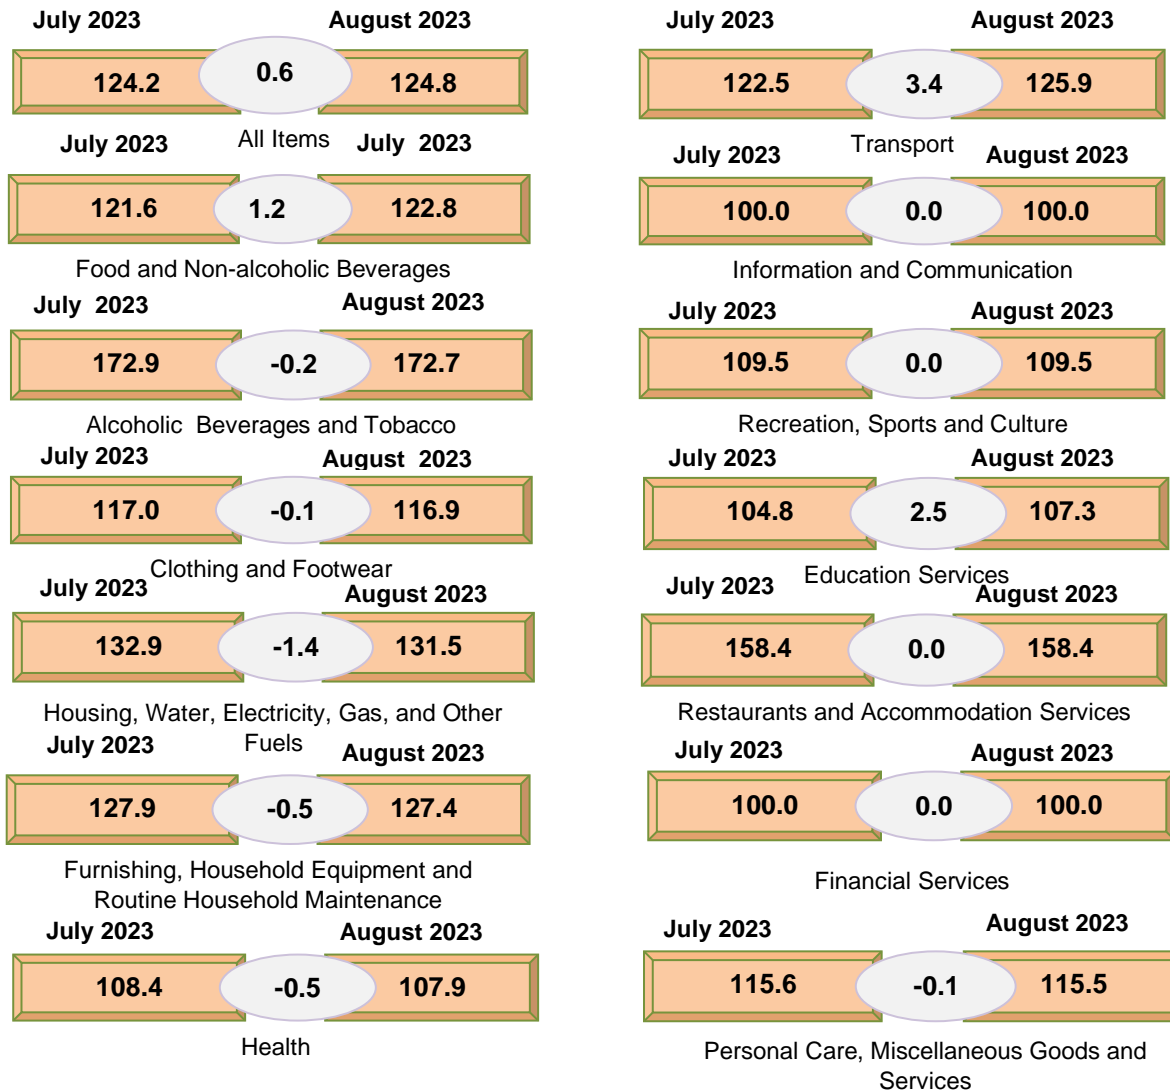 July 2023 August 2023
124.2 0.6 124.8
All Items
July 2023 July 2023
121.6 1.2 122.8
Food and Non-alcoholic Beverages
July 2023 August 2023
172.9 -0.2 172.7
Alcoholic Beverages and Tobacco
July 2023 August 2023
117.0 -0.1 116.9
Clothing and Footwear
July 2023 August 2023
132.9 -1.4 131.5
Housing, Water, Electricity, Gas, and Other
Fuels
July 2023 August 2023
127.9 -0.5 127.4
Furnishing, Household Equipment and
Routine Household Maintenance
July 2023 August 2023
108.4 -0.5 107.9
Health
July 2023 August 2023
122.5 3.4 125.9
Transport
July 2023 August 2023
100.0 0.0 100.0
Information and Communication
July 2023 August 2023
109.5 0.0 109.5
Recreation, Sports and Culture
July 2023 August 2023
104.8 2.5 107.3
Education Services
July 2023 August 2023
158.4 0.0 158.4
Restaurants and Accommodation Services
July 2023 August 2023
100.0 0.0 100.0
Financial Services
July 2023 August 2023
115.6 -0.1 115.5
Personal Care, Miscellaneous Goods and
Services